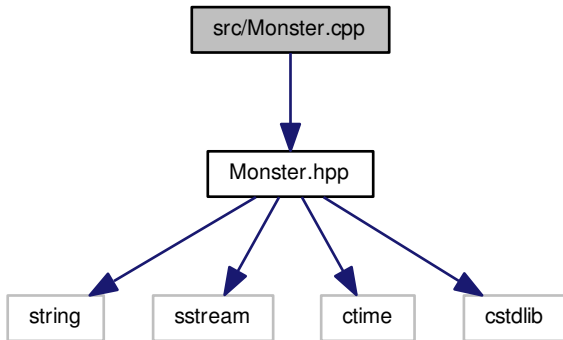 src/Monster.cpp
Monster.hpp
string
sstream
ctime
cstdlib